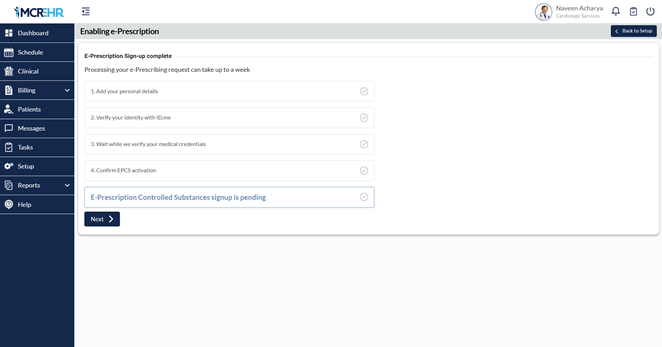 MCREHR
Naveen Acharya
Cardiology Services
Dashboard
Schedule
Clinical
Billing
Patients
Messages
Tasks
Setup
Reports
Help
Enabling e-Prescription
Back to Setup
E-Prescription Sign-up complete
Processing your e-Prescribing request can take up to a week
1. Add your personal details
2. Verify your Identity with ID.me
3. Wait while we verify your medical credentials
4. Confirm EPCS activation
E-Prescription Controlled Substances signup is pending
Next